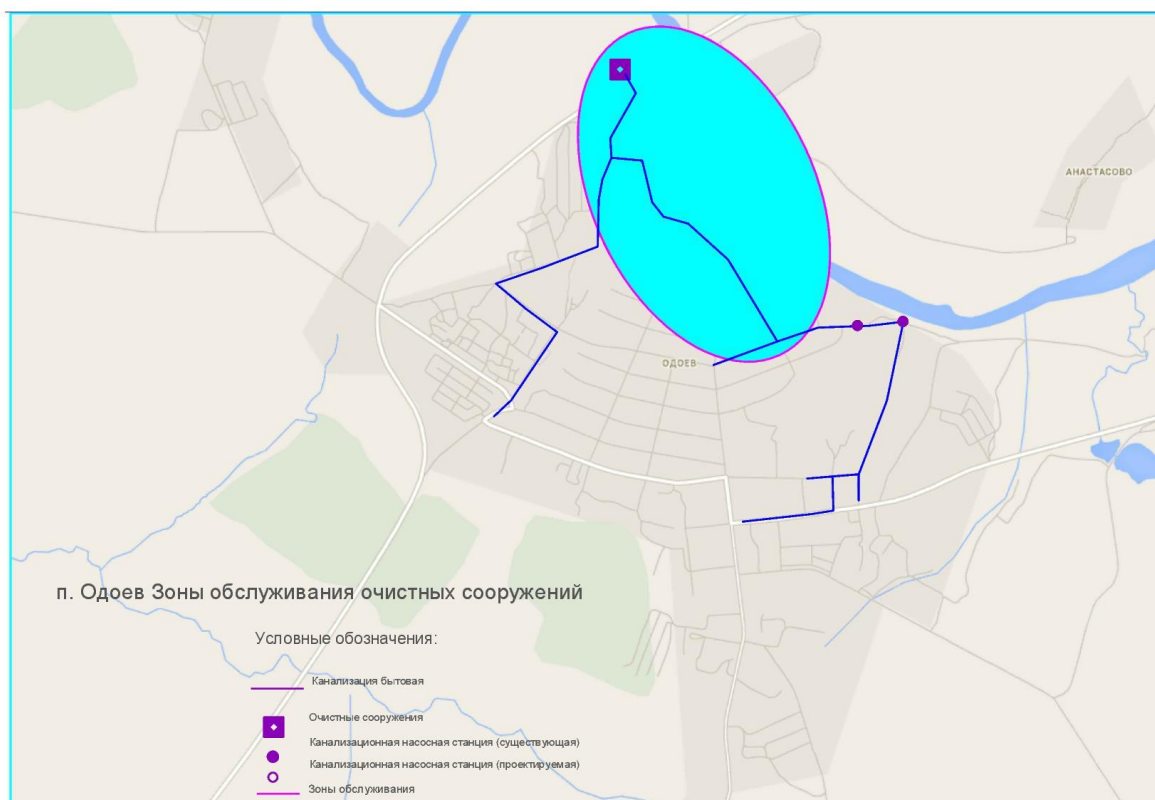 АНАСТАСОВО
ОДОЕВ
п. Одоев Зоны обслуживания очистных сооружений
Условные обозначения:
Канализация бытовая
Очистные сооружения
Канализационная насосная станция (существующая)
Канализационная насосная станция (проектируемая)
Зоны обслуживания